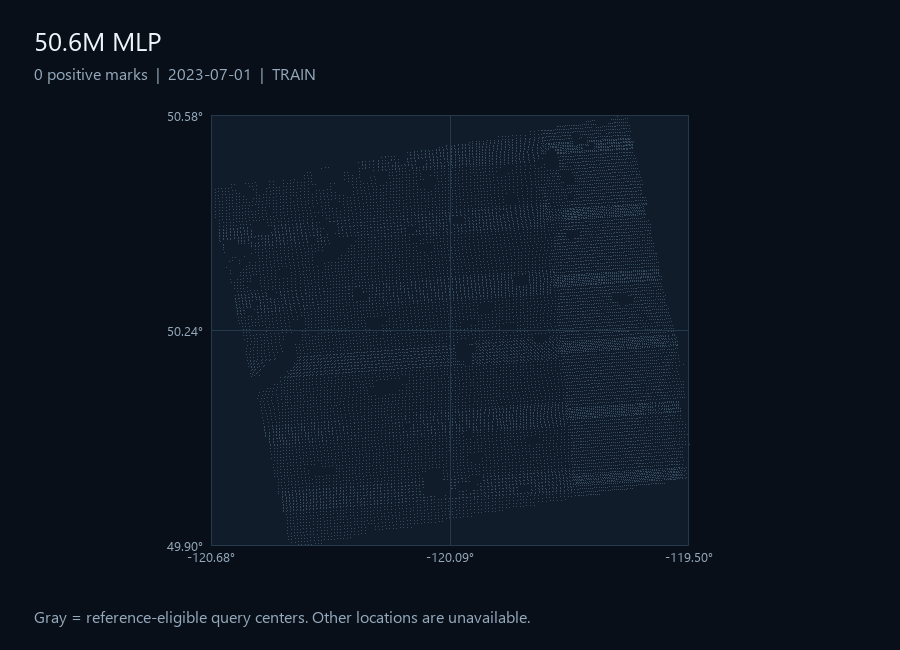 50.6M MLP
0 positive marks | 2023-07-01 | TRAIN
50.58°
50.24°
49.90°
-120.68°
-120.09°
-119.50°
Gray = reference-eligible query centers. Other locations are unavailable.